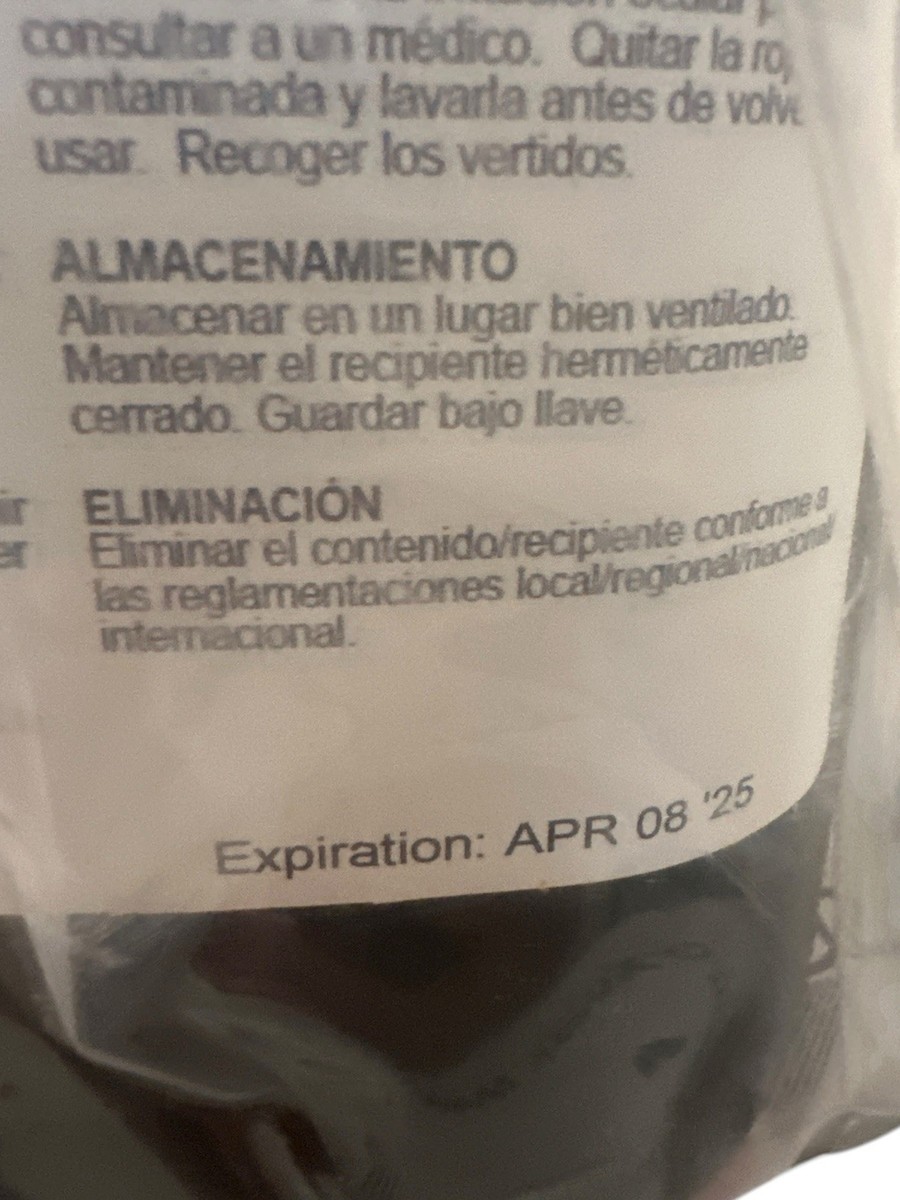 consultar a un médico. Quitar la
contaminada y lavarla antes de
usar. Recoger los vertidos.
ALMACENAMIENTO
Almacenar en un lugar bien ventilado.
Mantener el recipiente herméticamente
cerrado. Guardar bajo llave.
ELIMINACIÓN
Eliminar el contenido/recipiente conforme a
las reglamentaciones local/regional/nacional/
internacional.
Expiration: APR 08 '25